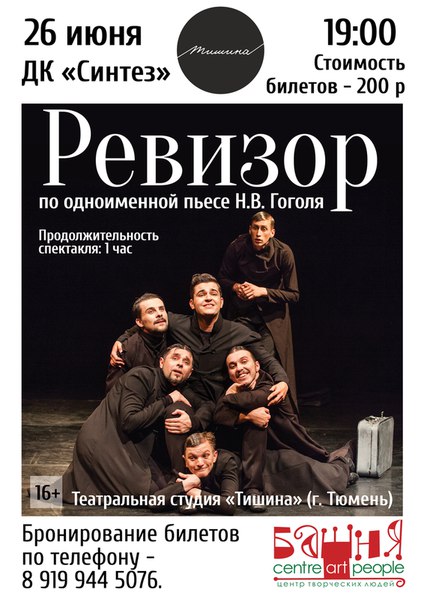 26 июня
ДК «Синтез»
тишина
19:00
Стоимость
билетов - 200 р
Ревизор
по одноименной пьесе Н.В. Гоголя
Продолжительность
спектакля: 1 час
16+
Театральная студия «Тишина» (г. Тюмень)
Бронирование билетов
по телефону -
8 919 944 5076.
БАШНЯ
centre art people
центр творческих людей